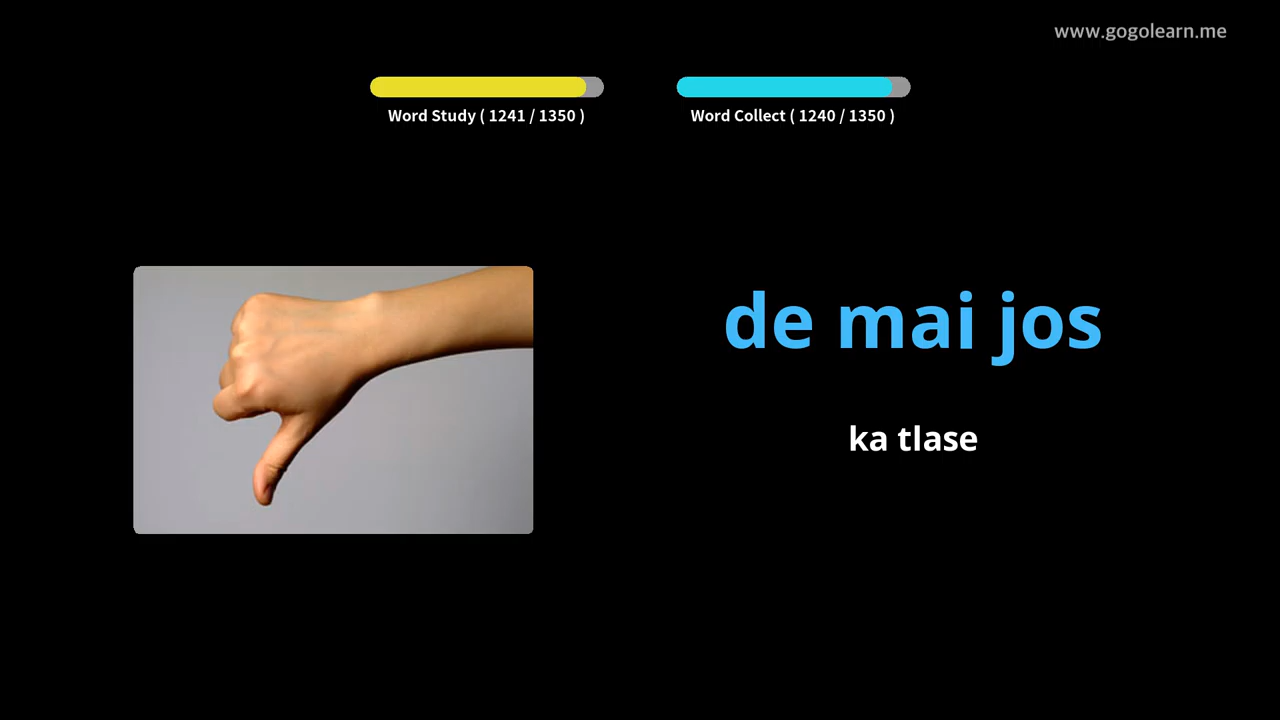 www.gogolearn.me
Word Study ( 1241 / 1350 )
Word Collect ( 1240 / 1350 )
de mai jos
ka tlase